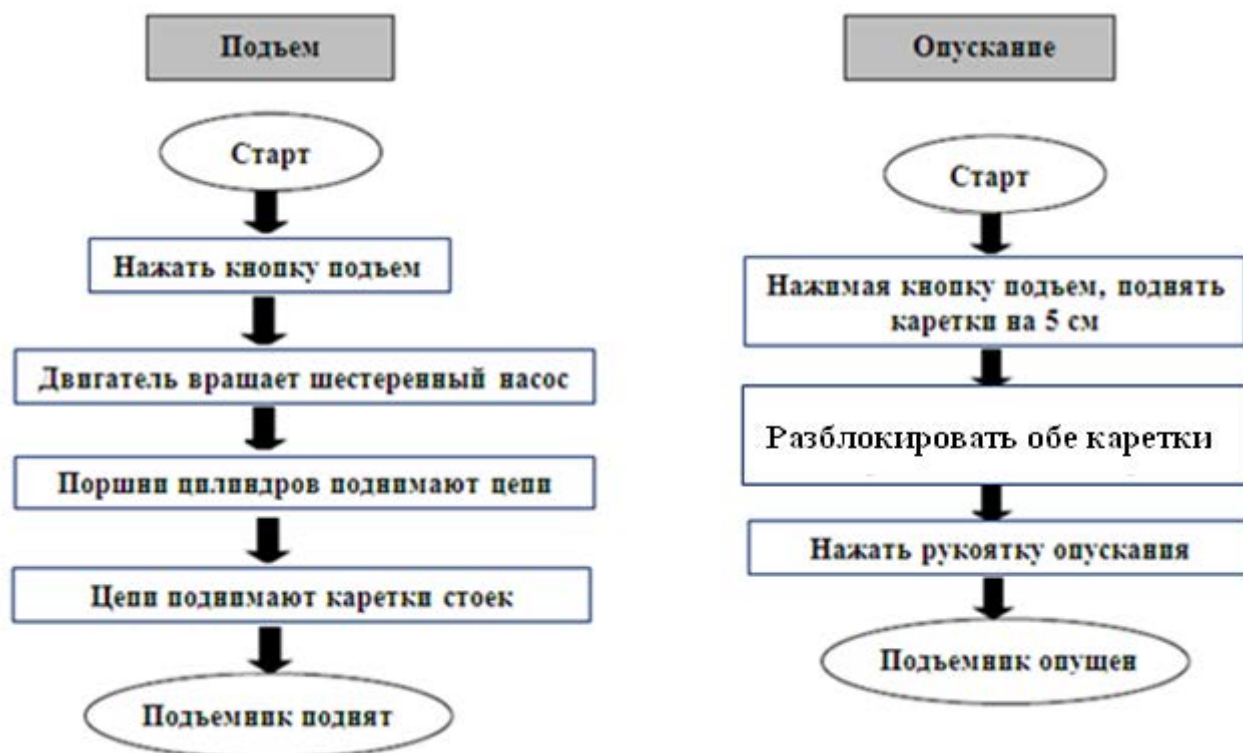 Подъем
Старт
Нажать кнопку подъем
Двигатель вращает шестеренный насос
Поршни цилиндров поднимают цепи
Цепи поднимают каретки стоек
Подъемник поднят
Опускание
Старт
Нажимая кнопку подъем, поднять
каретки на 5 см
Разблокировать обе каретки
Нажать рукоятку опускания
Подъемник опущен